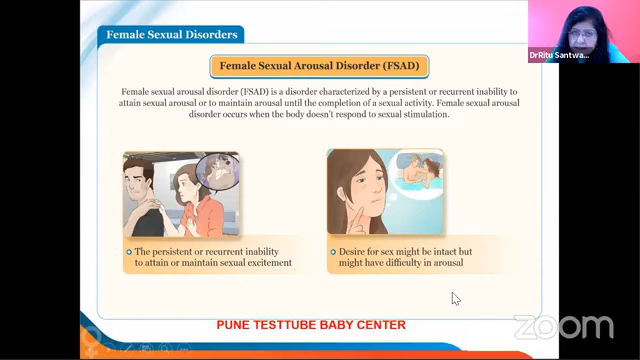 Female Sexual Disorders
DrRitu Santwa...
Female Sexual Arousal Disorder (FSAD)
Female sexual arousal disorder (FSAD) is a disorder characterized by a persistent or recurrent inability to
attain sexual arousal or to maintain arousal until the completion of a sexual activity. Female sexual arousal
disorder occurs when the body doesn't respond to sexual stimulation.
The persistent or recurrent inability
to attain or maintain sexual excitement
Desire for sex might be intact but
might have difficulty in arousal
PUNE TESTTUBE BABY CENTER
zoom